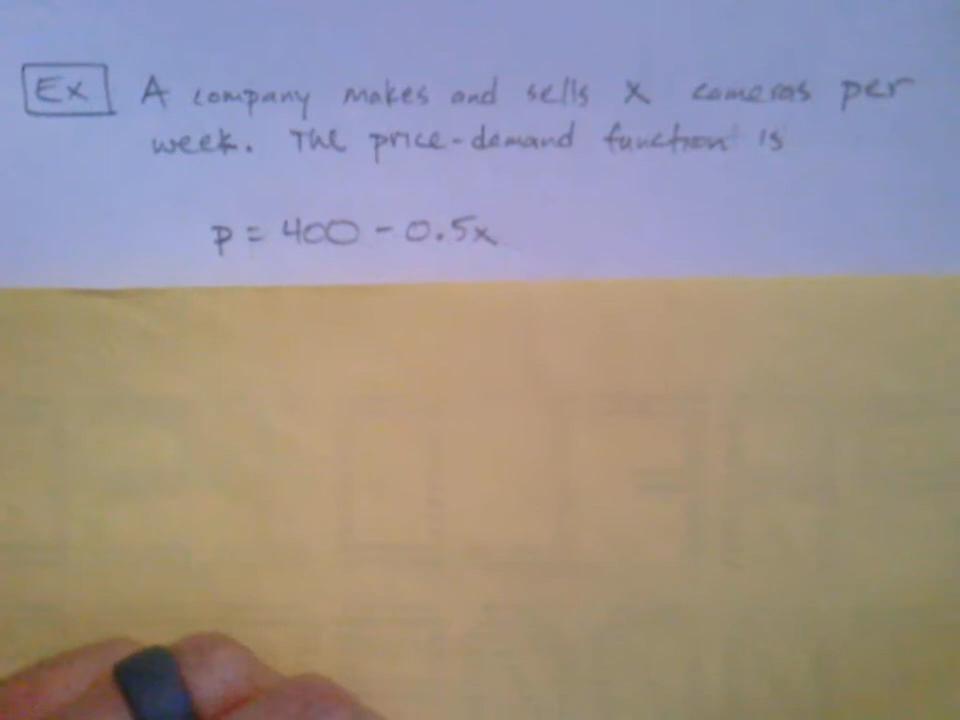 Ex A company makes and sells x cameras per
week. The price-demand function is
p = 400 - 0.5x